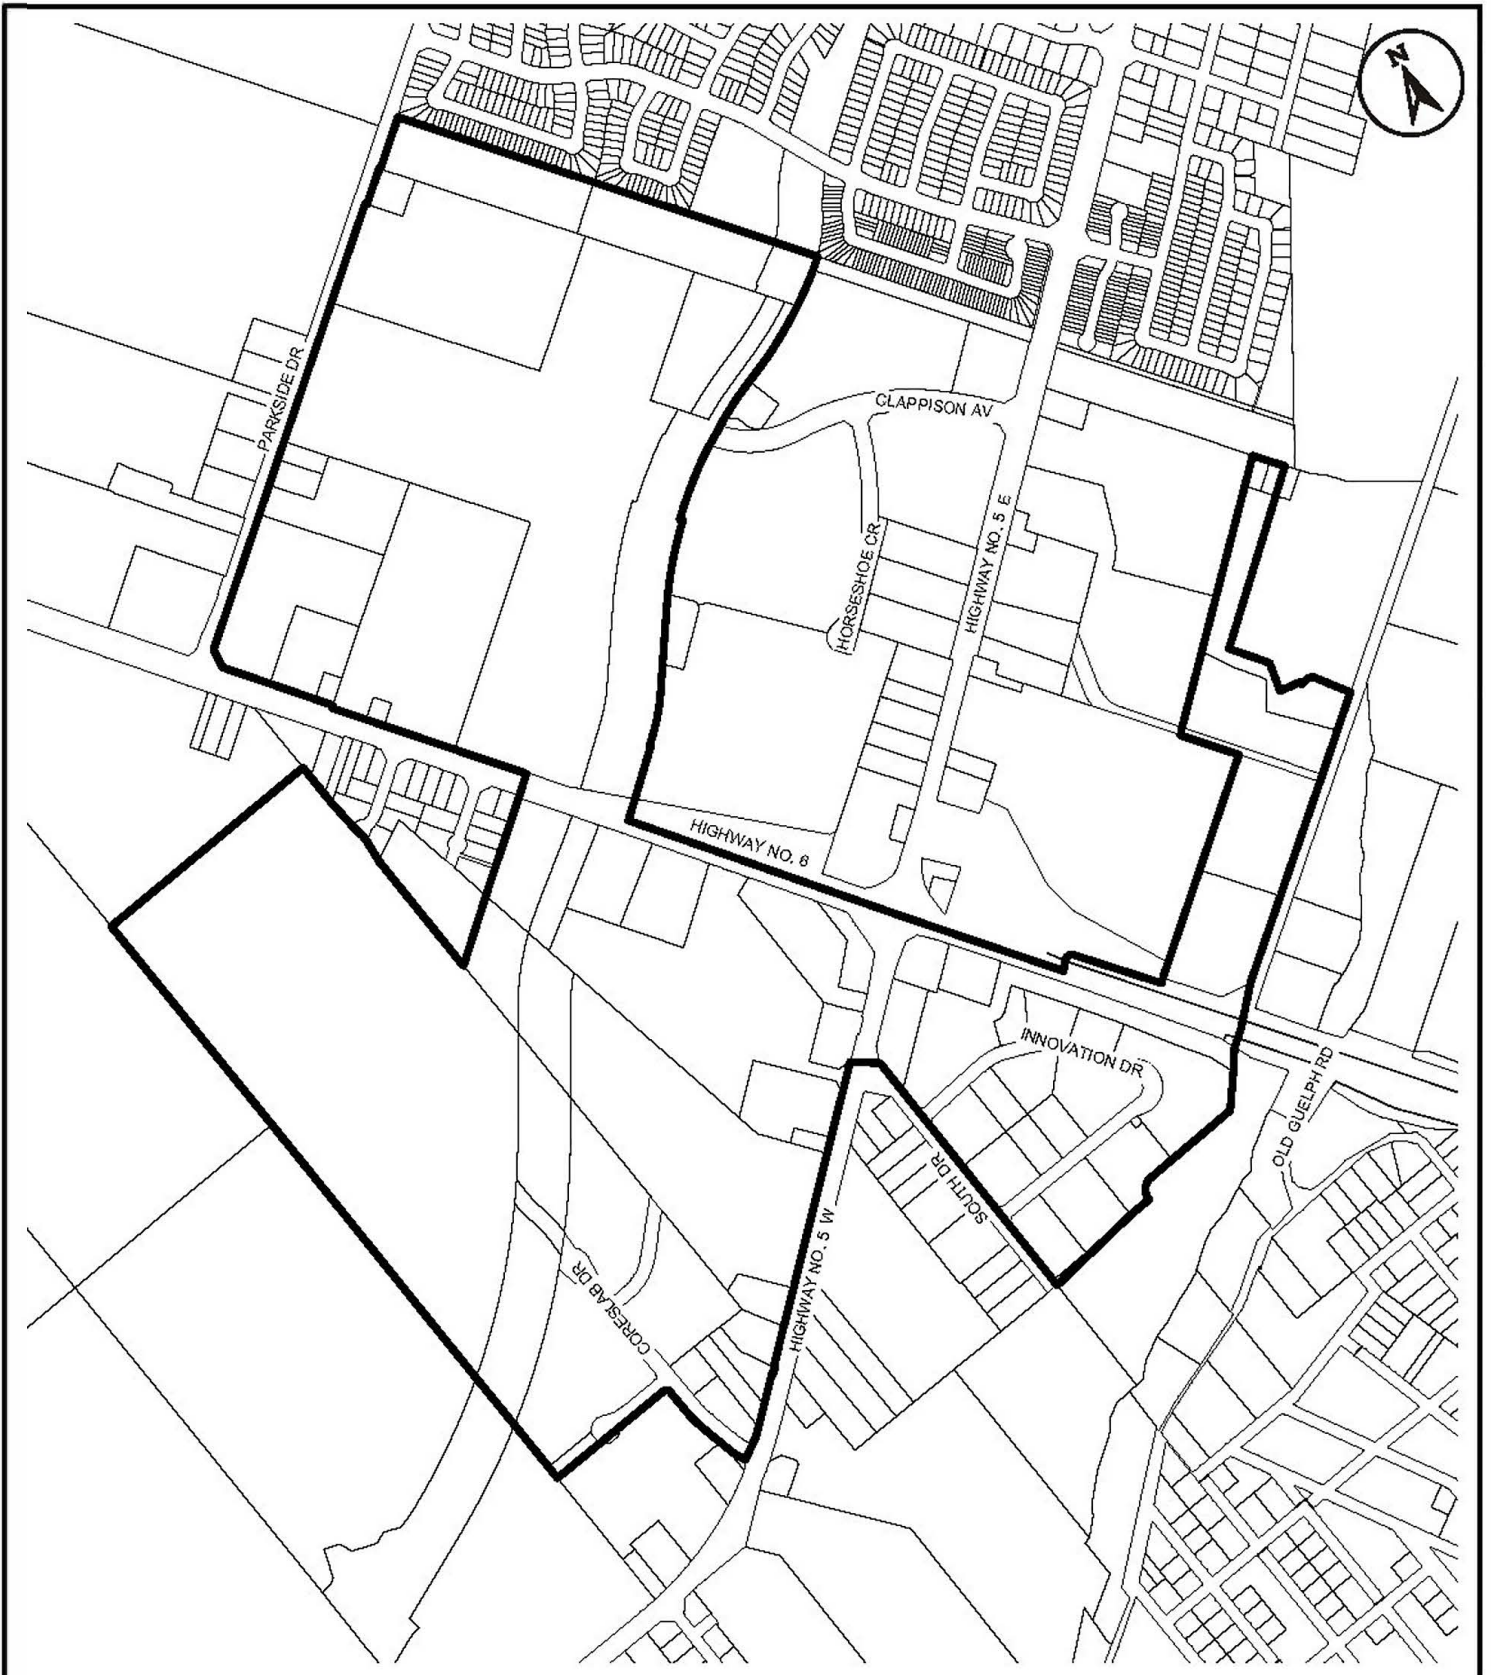 N
PARKSIDE DR
CLAPPISON AV
HIGHWAY NO. 5 E
HORSESHOE CR
HIGHWAY NO. 6
INNOVATION DR
OLD GUELPH RD
SOUTH DR
HIGHWAY NO. 5 W
CORESLAB DR